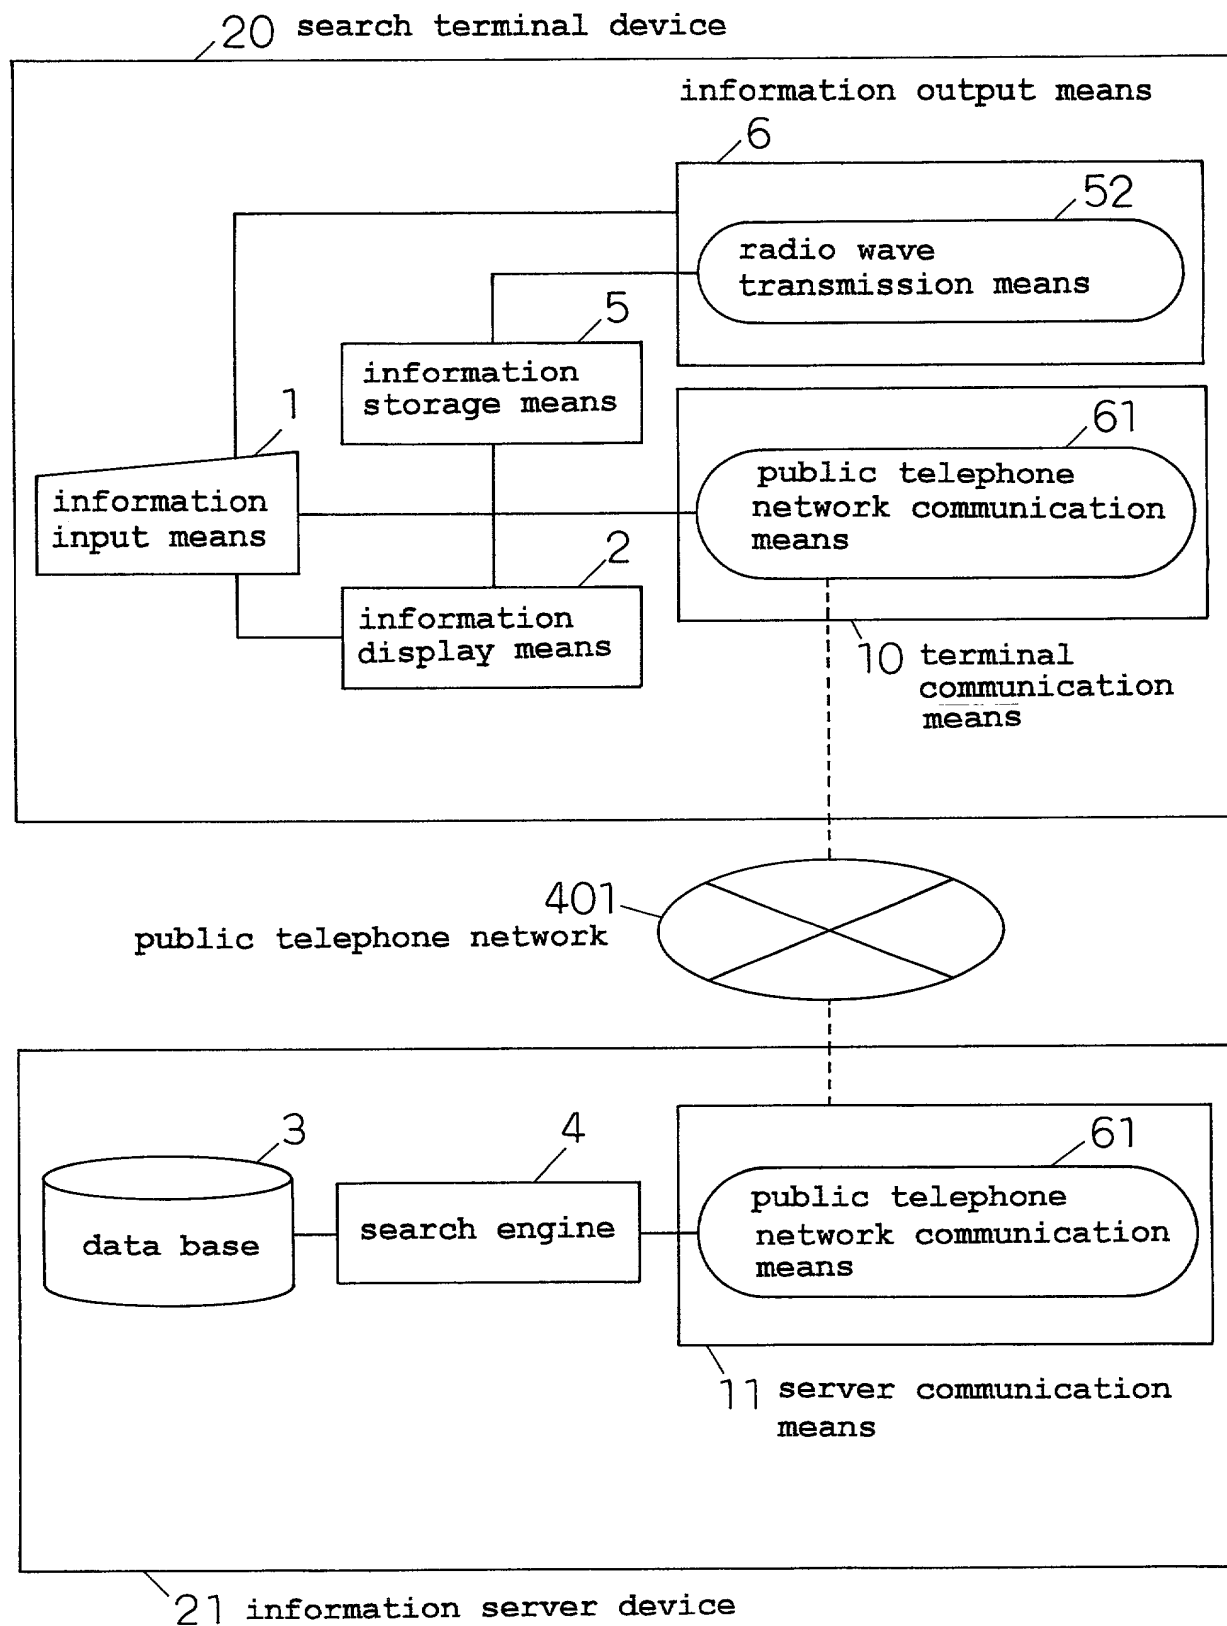 20 search terminal device
information output means
6
52
radio wave
transmission means
5
information
storage means
1
information
input means
61
public telephone
network communication
means
2
information
display means
10 terminal
communication
means
401
public telephone network
3
data base
4
search engine
61
public telephone
network communication
means
11 server communication
means
21 information server device